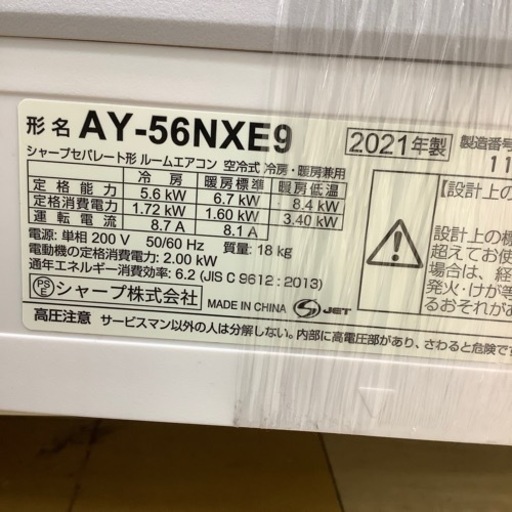 形名 AY-56NXE9 2021年製 製造番号
シャープセパレート形 ルームエアコン 空冷式 冷房・暖房兼用 11
冷房 暖房標準 暖房低温
定格能力 5.6 kW 6.7 kW 8.4 kW
定格消費電力 1.72 kW 1.60 kW 3.40 kW
運転電流 8.7 A 8.1 A
電源: 単相 200 V 50/60 Hz 質量: 18 kg
電動機の定格消費電力: 2.00 kW
通年エネルギー消費効率: 6.2 (JIS C 9612 : 2013)
PSE シャープ株式会社 MADE IN CHINA S JET
高圧注意 サービスマン以外の人は分解しない。内部に高電圧部があり、さわると危険です
【設計上の
設計上の標
超えてお使
場合は、経
発火・けが等
るおそれがあ